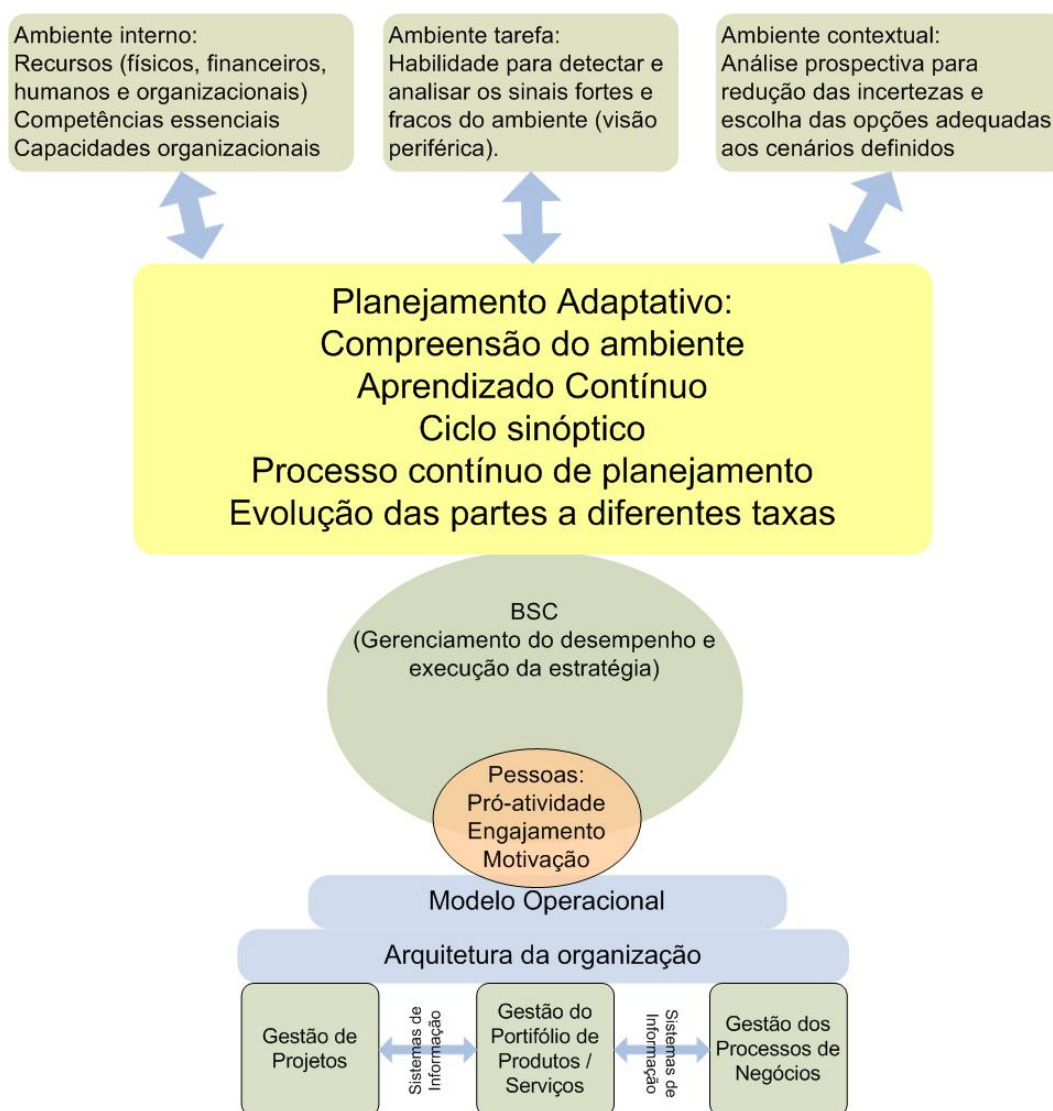 Ambiente interno:
Recursos (físicos, financeiros,
humanos e organizacionais)
Competências essenciais
Capacidades organizacionais
Ambiente tarefa:
Habilidade para detectar e
analisar os sinais fortes e
fracos do ambiente (visão
periférica).
Ambiente contextual:
Análise prospectiva para
redução das incertezas e
escolha das opções adequadas
aos cenários definidos
Planejamento Adaptativo:
Compreensão do ambiente
Aprendizado Contínuo
Ciclo sinóptico
Processo contínuo de planejamento
Evolução das partes a diferentes taxas
BSC
(Gerenciamento do desempenho e
execução da estratégia)
Pessoas:
Pró-atividade
Engajamento
Motivação
Modelo Operacional
Arquitetura da organização
Gestão de
Projetos
Sistemas de
Informação
Gestão do
Portifólio de
Produtos /
Serviços
Sistemas de
Informação
Gestão dos
Processos de
Negócios